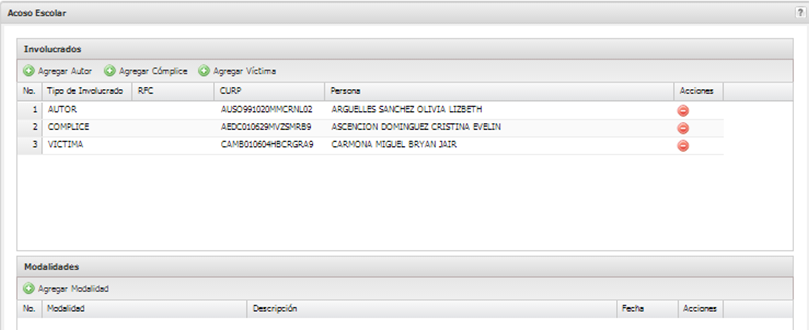 Acoso Escolar ?
Involucrados
Agregar Autor Agregar Cómplice Agregar Víctima
No. Tipo de Involucrado RFC CURP Persona Acciones
1 AUTOR AUSO991020MMCRNL02 ARGUELLES SANCHEZ OLIVIA LIZBETH
2 COMPLICE AEDC010629MVZSMRB9 ASCENCION DOMINGUEZ CRISTINA EVELIN
3 VICTIMA CAMB010604HBCRGRA9 CARMONA MIGUEL BRYAN JAIR
Modalidades
Agregar Modalidad
No. Modalidad Descripción Fecha Acciones